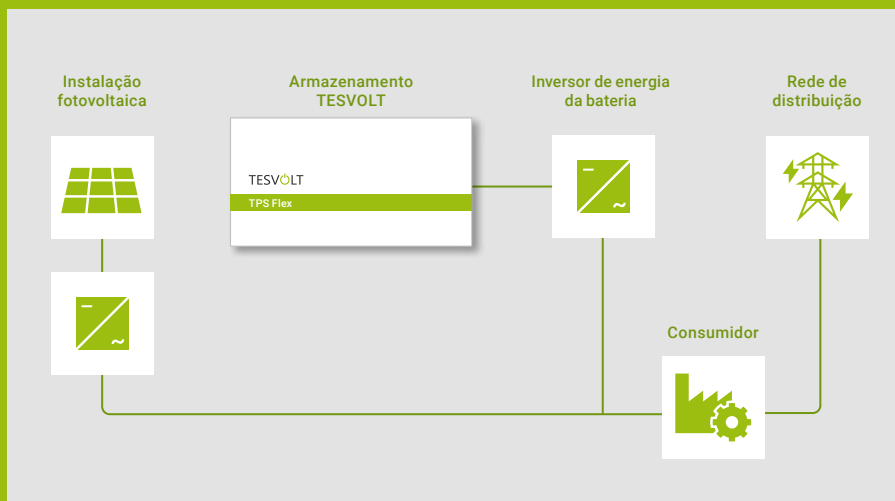 Instalação
fotovoltaica
Armazenamento
TESVOLT
Inversor de energia
da bateria
Rede de
distribuição
TESVOLT
TPS Flex
Consumidor